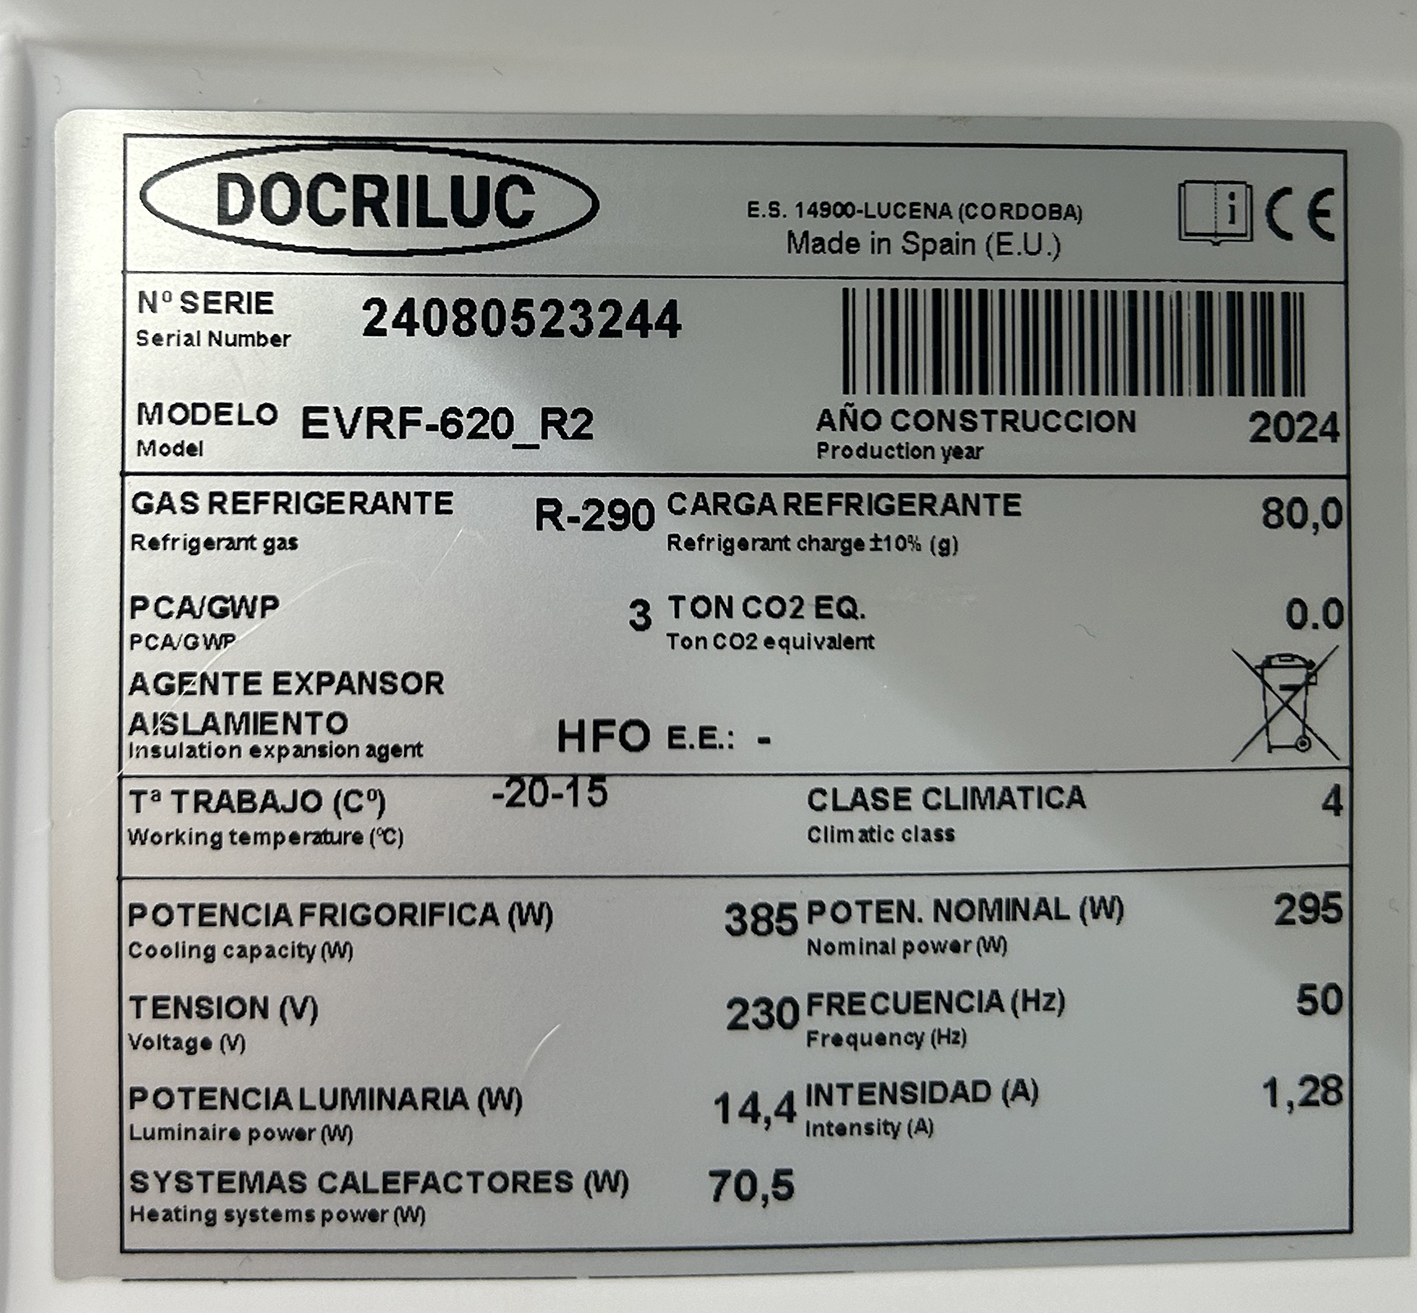 DOCRILUC
E.S. 14900-LUCENA (CORDOBA)
Made in Spain (E.U.)
i CE
Nº SERIE 24080523244
Serial Number
MODELO EVRF-620_R2 AÑO CONSTRUCCION 2024
Model Production year
GAS REFRIGERANTE R-290 CARGA REFRIGERANTE 80,0
Refrigerant gas Refrigerant charge ±10% (g)
PCA/GWP 3 TON CO2 EQ. 0.0
PCA/GWP Ton CO2 equivalent
AGENTE EXPANSOR
AISLAMIENTO HFO E.E.: -
Insulation expansion agent
Tª TRABAJO (Cº) -20-15 CLASE CLIMATICA 4
Working temperature (ºC) Climatic class
POTENCIA FRIGORIFICA (W) 385 POTEN. NOMINAL (W) 295
Cooling capacity (W) Nominal power (W)
TENSION (V) 230 FRECUENCIA (Hz) 50
Voltage (V) Frequency (Hz)
POTENCIA LUMINARIA (W) 14,4 INTENSIDAD (A) 1,28
Luminaire power (W) Intensity (A)
SYSTEMAS CALEFACTORES (W) 70,5
Heating systems power (W)